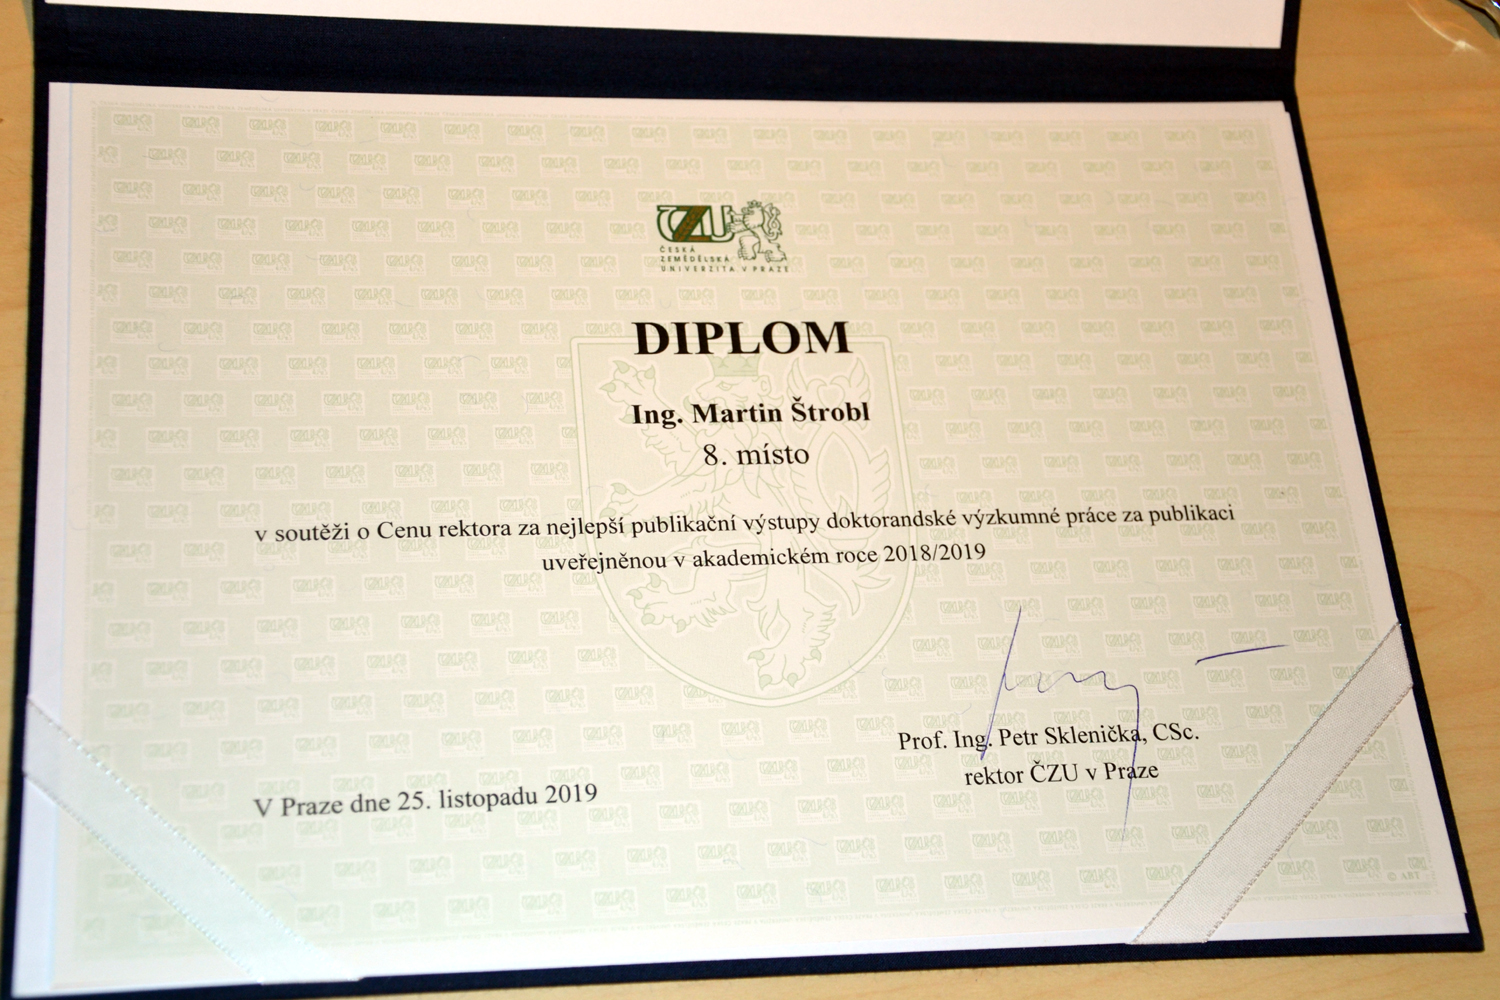 ČZU
ČESKÁ
ZEMĚDĚLSKÁ
UNIVERZITA V PRAZE
DIPLOM
Ing. Martin Štrobl
8. místo
v soutěži o Cenu rektora za nejlepší publikační výstupy doktorandské výzkumné práce za publikaci
uveřejněnou v akademickém roce 2018/2019
Prof. Ing. Petr Sklenička, CSc.
rektor ČZU v Praze
V Praze dne 25. listopadu 2019
© ABT